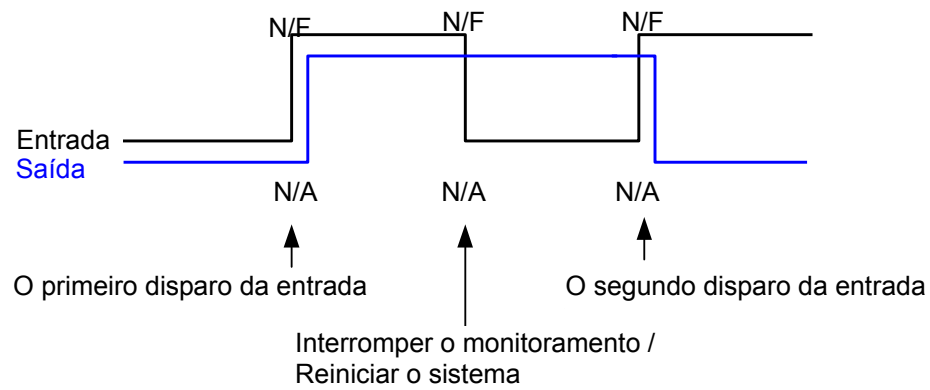 N/F
N/F
N/F
Entrada
Saída
N/A
N/A
N/A
O primeiro disparo da entrada
O segundo disparo da entrada
Interromper o monitoramento /
Reiniciar o sistema